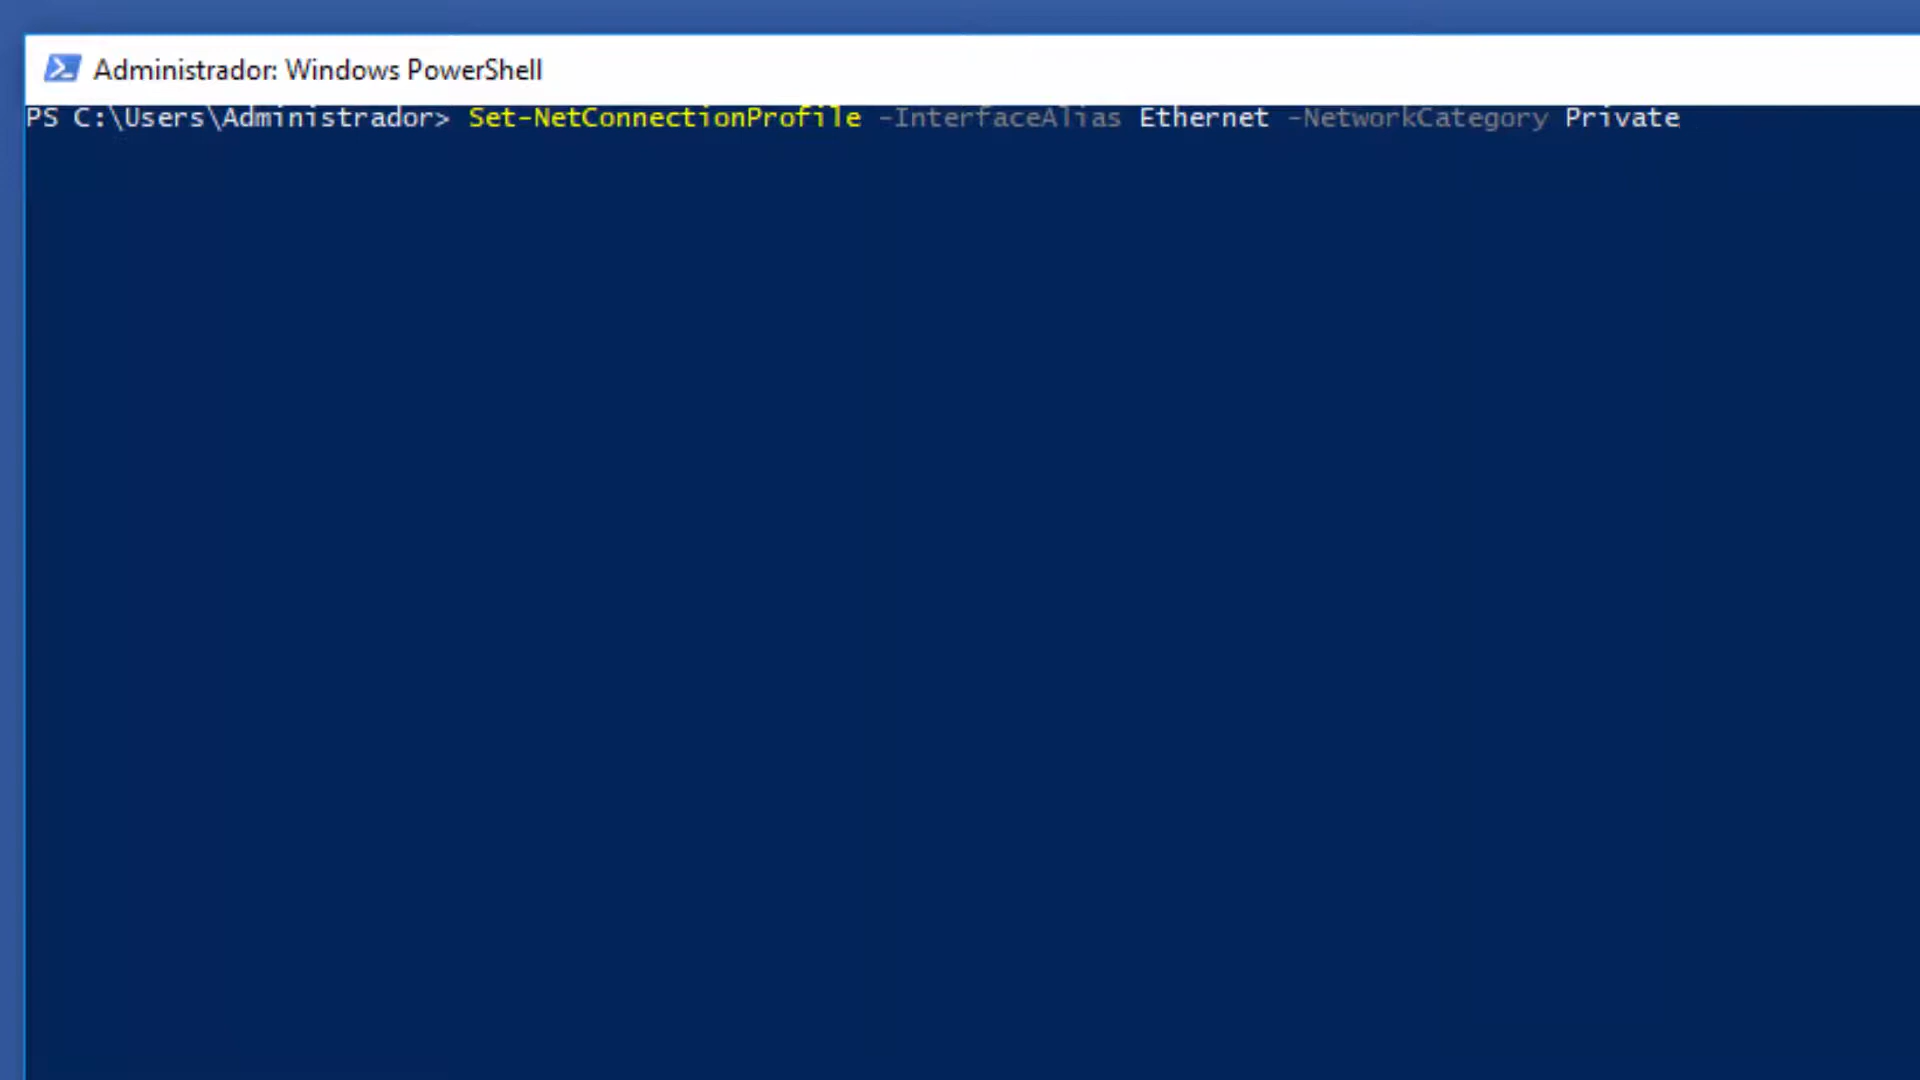 Administrador: Windows PowerShell
PS C:\Users\Administrador> Set-NetConnectionProfile -InterfaceAlias Ethernet -NetworkCategory Private